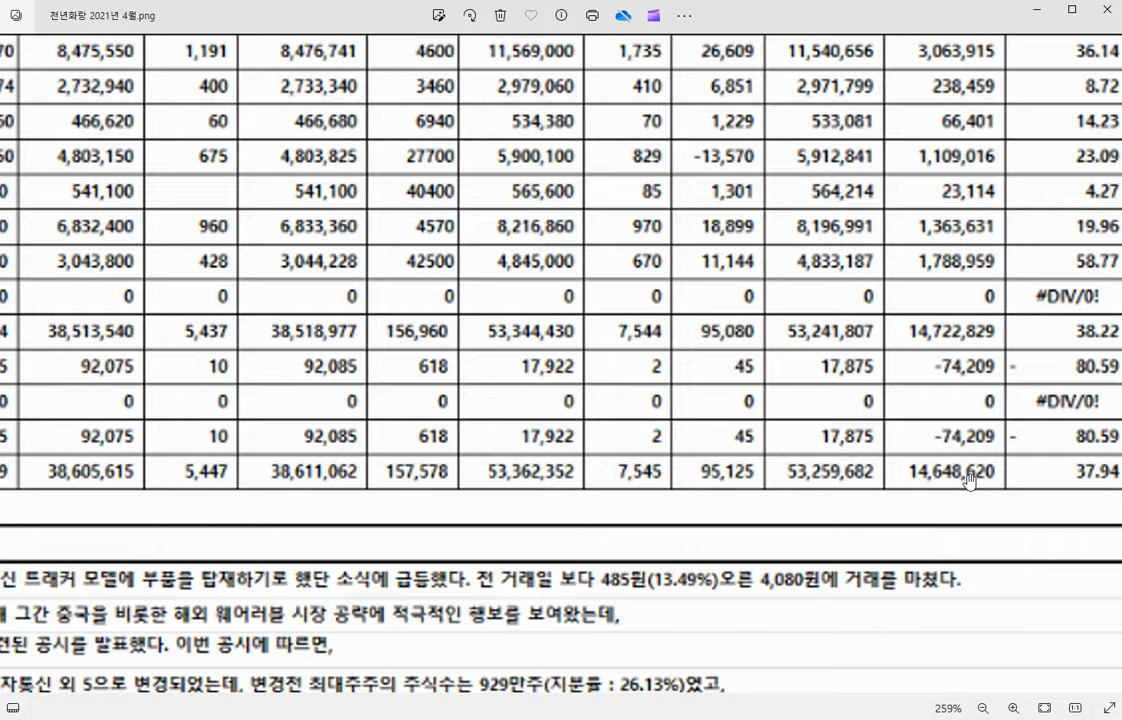 천년화랑 2021년 4월.png
70 8,475,550 1,191 8,476,741 4600 11,569,000 1,735 26,609 11,540,656 3,063,915 36.14
74 2,732,940 400 2,733,340 3460 2,979,060 410 6,851 2,971,799 238,459 8.72
60 466,620 60 466,680 6940 534,380 70 1,229 533,081 66,401 14.23
50 4,803,150 675 4,803,825 27700 5,900,100 829 -13,570 5,912,841 1,109,016 23.09
0 541,100 541,100 40400 565,600 85 1,301 564,214 23,114 4.27
0 6,832,400 960 6,833,360 4570 8,216,860 970 18,899 8,196,991 1,363,631 19.96
0 3,043,800 428 3,044,228 42500 4,845,000 670 11,144 4,833,187 1,788,959 58.77
0 0 0 0 0 0 0 0 0 0 #DIV/0!
4 38,513,540 5,437 38,518,977 156,960 53,344,430 7,544 95,080 53,241,807 14,722,829 38.22
5 92,075 10 92,085 618 17,922 2 45 17,875 -74,209 - 80.59
0 0 0 0 0 0 0 0 0 0 #DIV/0!
5 92,075 10 92,085 618 17,922 2 45 17,875 -74,209 - 80.59
9 38,605,615 5,447 38,611,062 157,578 53,362,352 7,545 95,125 53,259,682 14,648,620 37.94
신 트래커 모델에 부품을 탑재하기로 했단 소식에 급등했다. 전 거래일 보다 485원(13.49%)오른 4,080원에 거래를 마쳤다.
그간 중국을 비롯한 해외 웨어러블 시장 공략에 적극적인 행보를 보여왔는데,
된 공시를 발표했다. 이번 공시에 따르면,
자통신 외 5으로 변경되었는데, 변경전 최대주주의 주식수는 929만주(지분율 : 26.13%)였고,
259%